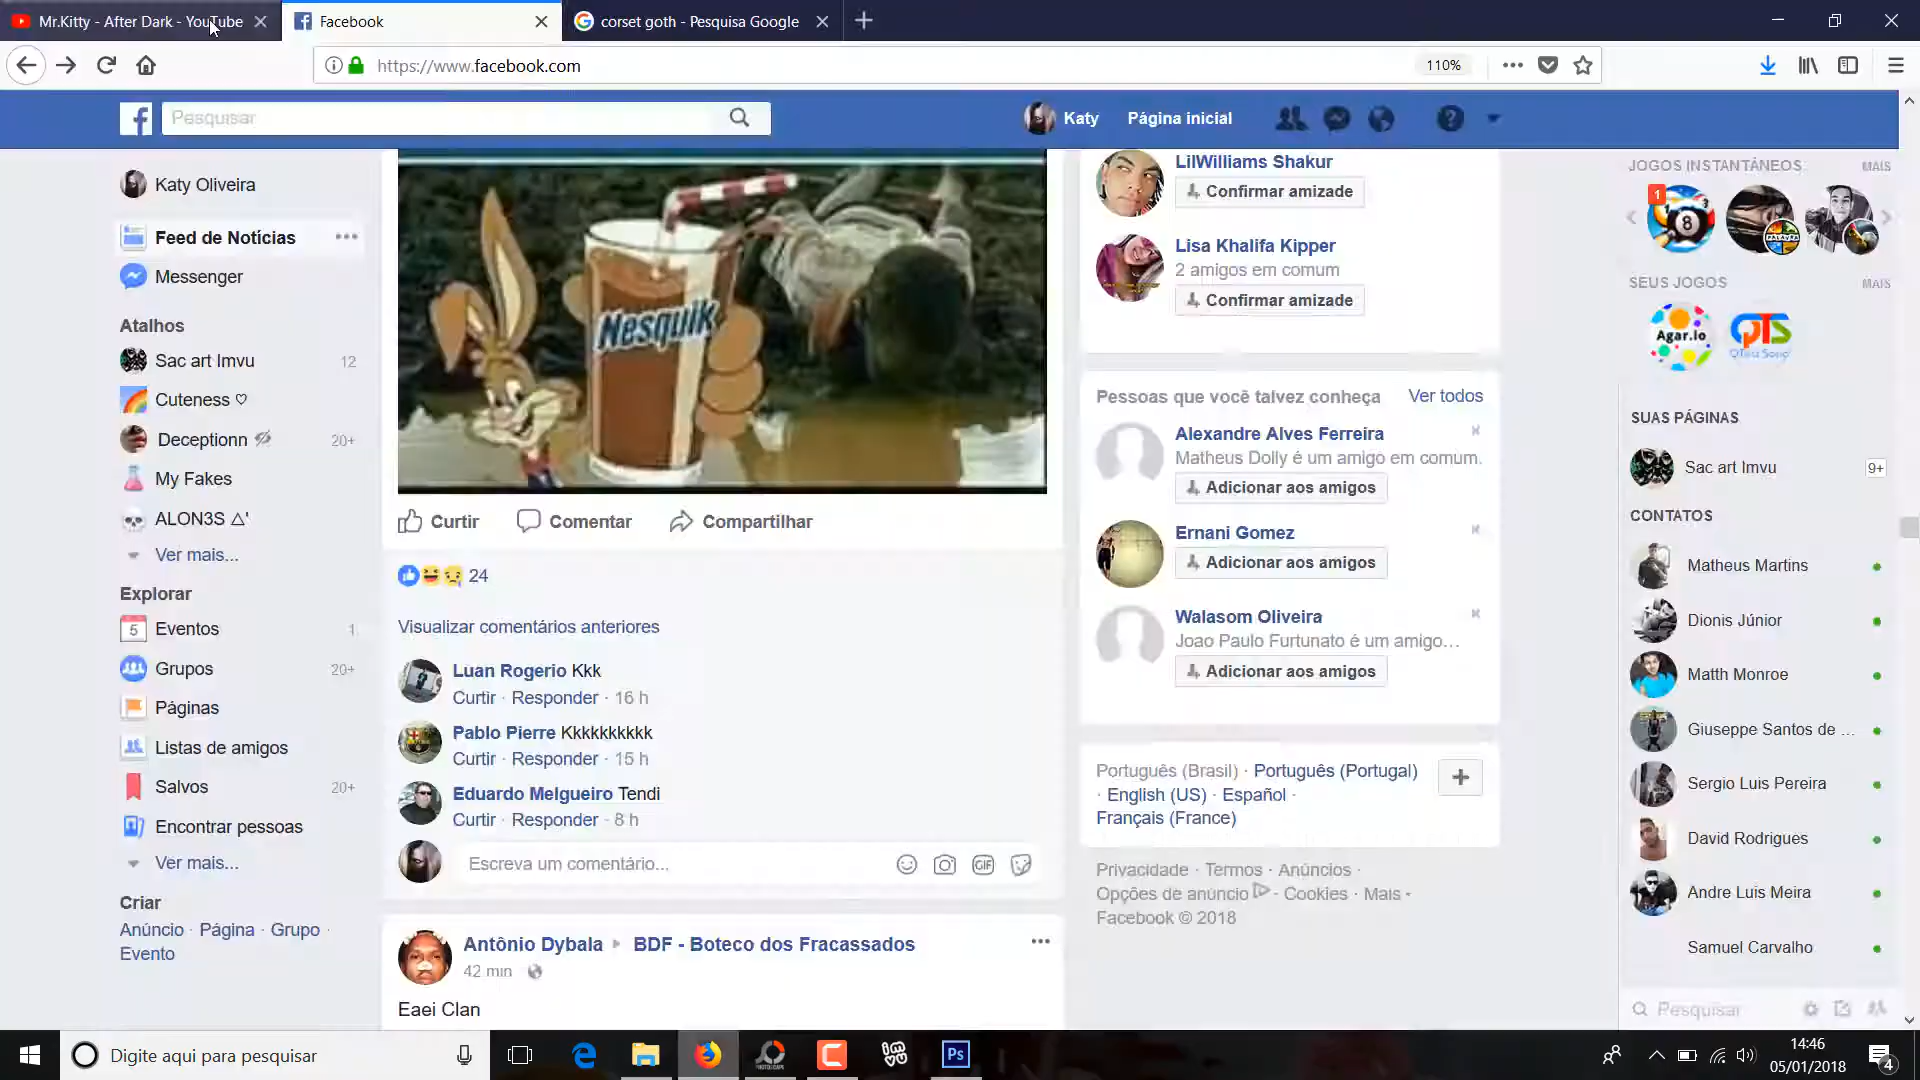 Mr.Kitty - After Dark - YouTube
Facebook
corset goth - Pesquisa Google
https://www.facebook.com
110%
Pesquisar
Katy
Página inicial
Katy Oliveira
Feed de Notícias
Messenger
Atalhos
Sac art Imvu 12
Cuteness ♡
Deceptionn 20+
My Fakes
ALON3S △'
Ver mais...
Explorar
5 Eventos 1
Grupos 20+
Páginas
Listas de amigos
Salvos 20+
Encontrar pessoas
Ver mais...
Criar
Anúncio · Página · Grupo ·
Evento
Nesquik
Curtir
Comentar
Compartilhar
24
Visualizar comentários anteriores
Luan Rogerio Kkk
Curtir · Responder · 16 h
Pablo Pierre Kkkkkkkkkk
Curtir · Responder · 15 h
Eduardo Melgueiro Tendi
Curtir · Responder · 8 h
Escreva um comentário...
GIF
Antônio Dybala ▸ BDF - Boteco dos Fracassados
42 min
Eaei Clan
LilWilliams Shakur
Confirmar amizade
Lisa Khalifa Kipper
2 amigos em comum
Confirmar amizade
Pessoas que você talvez conheça Ver todos
Alexandre Alves Ferreira
Matheus Dolly é um amigo em comum.
Adicionar aos amigos
Ernani Gomez
Adicionar aos amigos
Walasom Oliveira
Joao Paulo Furtunato é um amigo...
Adicionar aos amigos
Português (Brasil) · Português (Portugal)
· English (US) · Español ·
Français (France)
Privacidade · Termos · Anúncios ·
Opções de anúncio · Cookies · Mais
Facebook © 2018
JOGOS INSTANTÂNEOS MAIS
1
8
PALAVRA
SEUS JOGOS MAIS
Agar.io
QTS
SUAS PÁGINAS
Sac art Imvu 9+
CONTATOS
Matheus Martins
Dionis Júnior
Matth Monroe
Giuseppe Santos de ...
Sergio Luis Pereira
David Rodrigues
Andre Luis Meira
Samuel Carvalho
Pesquisar
Digite aqui para pesquisar
Ps
14:46
05/01/2018
4